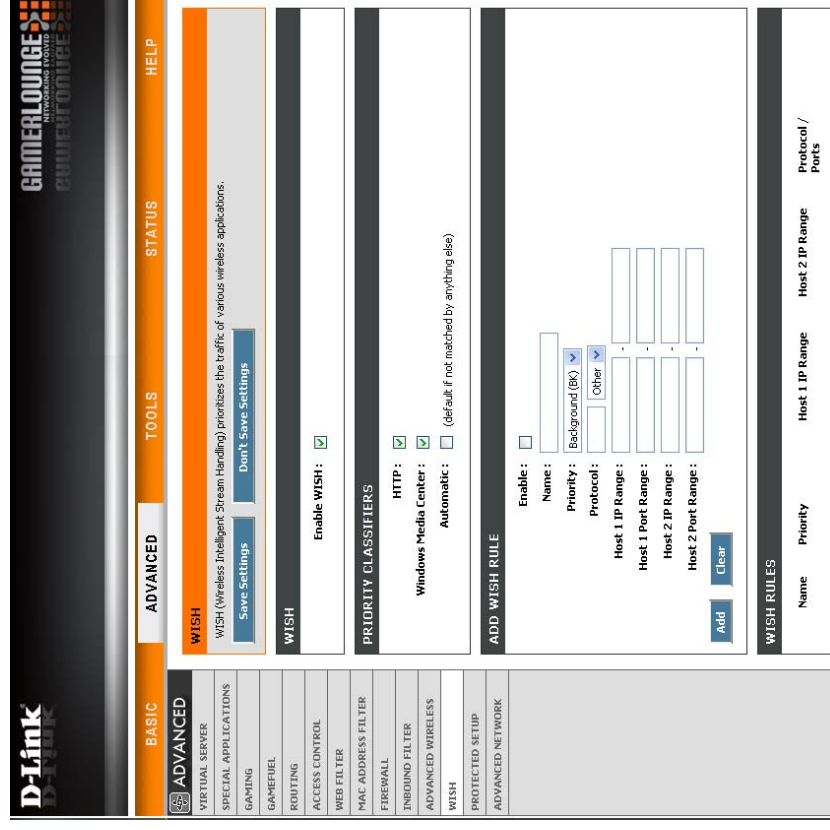 D-Link
GAMERLOUNGE
NETWORKING EVOLVED
BASIC
ADVANCED
TOOLS
STATUS
HELP
ADVANCED
VIRTUAL SERVER
SPECIAL APPLICATIONS
GAMING
GAMEFUEL
ROUTING
ACCESS CONTROL
WEB FILTER
MAC ADDRESS FILTER
FIREWALL
INBOUND FILTER
ADVANCED WIRELESS
WISH
PROTECTED SETUP
ADVANCED NETWORK
WISH
WISH (Wireless Intelligent Stream Handling) prioritizes the traffic of various wireless applications.
Save Settings
Don't Save Settings
WISH
Enable WISH :
PRIORITY CLASSIFIERS
HTTP :
Windows Media Center :
Automatic : (default if not matched by anything else)
ADD WISH RULE
Enable :
Name :
Priority : Background (BK)
Protocol : Other
Host 1 IP Range : -
Host 1 Port Range : -
Host 2 IP Range : -
Host 2 Port Range : -
Add Clear
WISH RULES
Name Priority Host 1 IP Range Host 2 IP Range Protocol / Ports